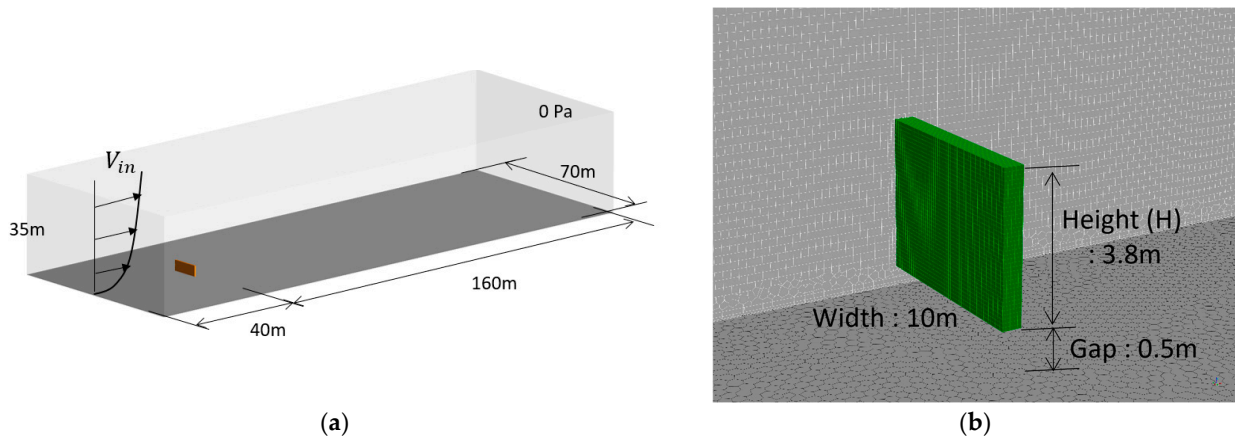 0 Pa
V_in
70m
35m
160m
40m
(a)
Height (H)
: 3.8m
Width : 10m
Gap : 0.5m
(b)